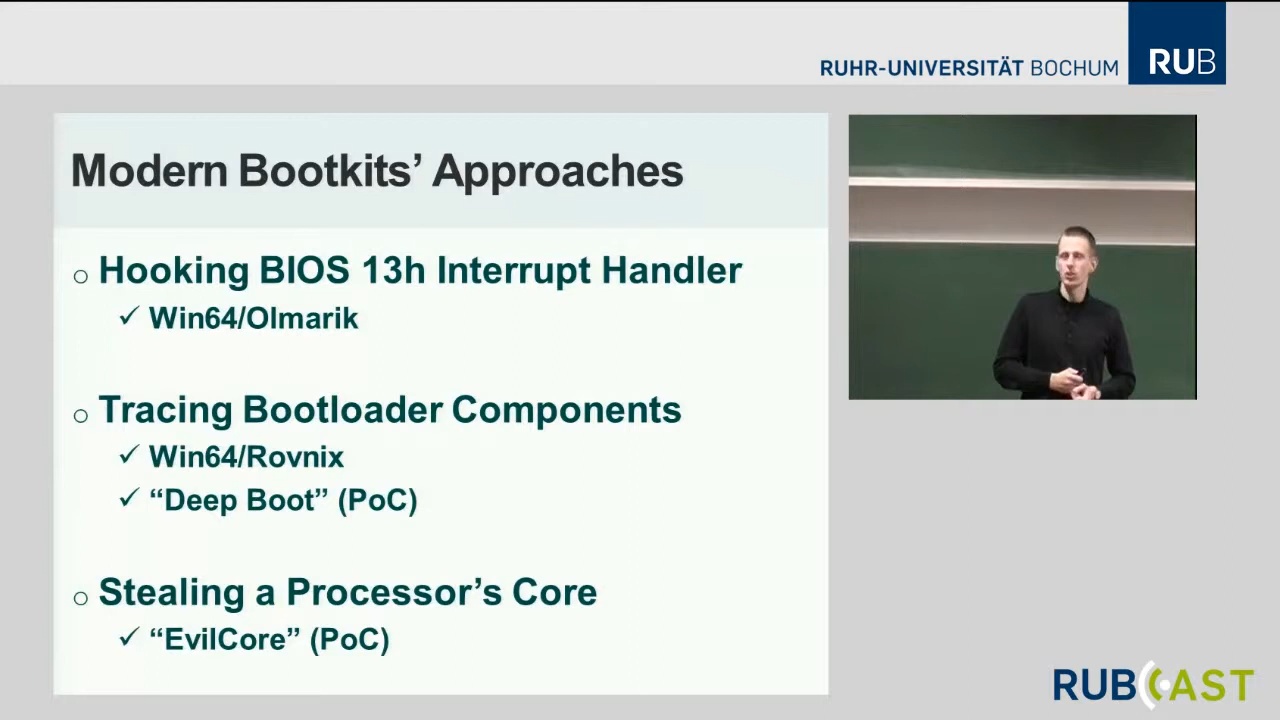 RUHR-UNIVERSITÄT BOCHUM
RUB
Modern Bootkits’ Approaches
o Hooking BIOS 13h Interrupt Handler
✓ Win64/Olmarik
o Tracing Bootloader Components
✓ Win64/Rovnix
✓ “Deep Boot” (PoC)
o Stealing a Processor’s Core
✓ “EvilCore” (PoC)
RUBCAST